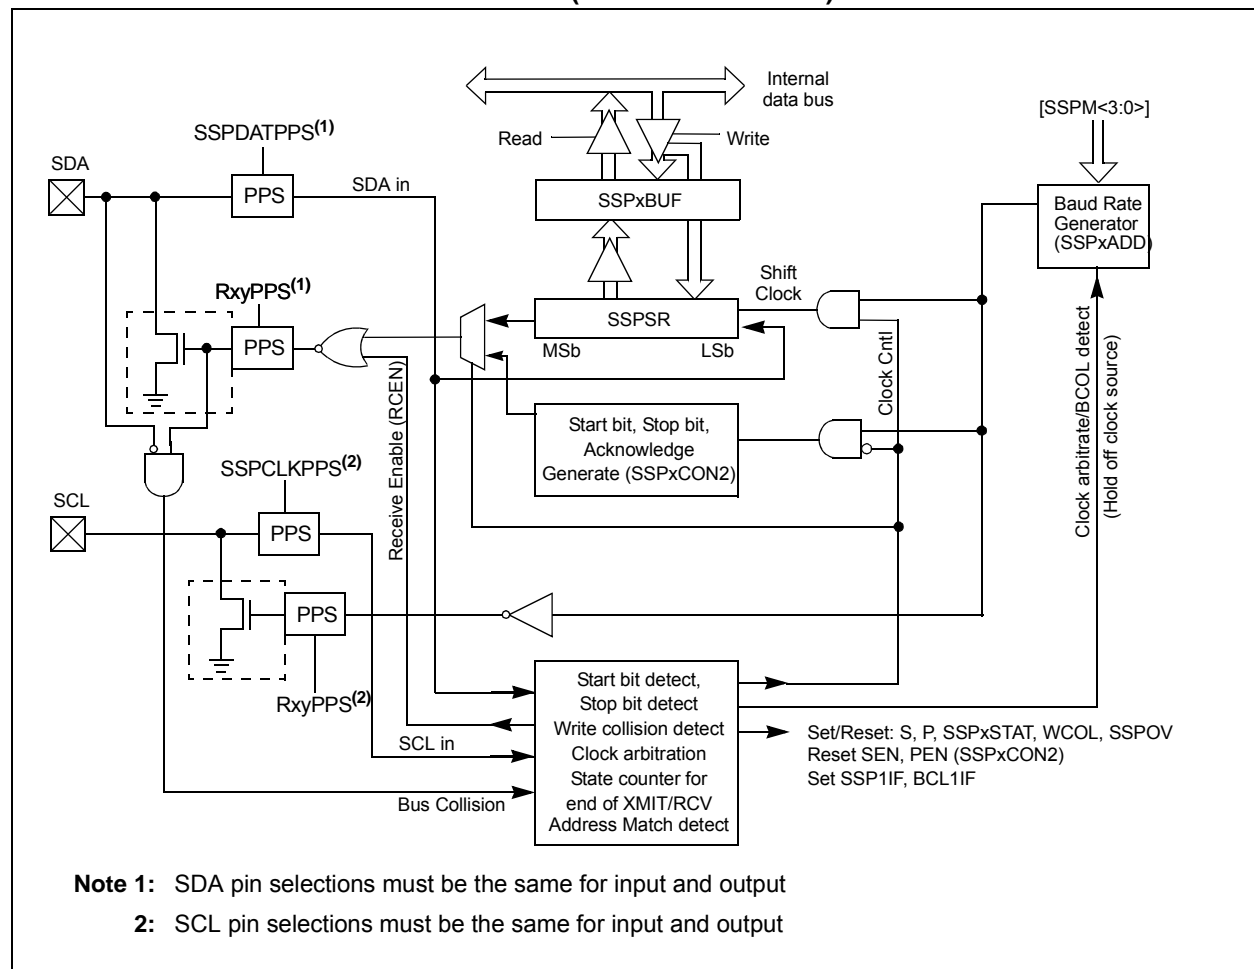 Internal
data bus
[SSPM<3:0>]
SSPDATPPS(1)
Read
Write
SDA
PPS
SDA in
SSPxBUF
Baud Rate
Generator
(SSPxADD)
RxyPPS(1)
Shift
Clock
PPS
SSPSR
MSb
LSb
Clock Cntl
Receive Enable (RCEN)
Clock arbitrate/BCOL detect
(Hold off clock source)
Start bit, Stop bit,
Acknowledge
Generate (SSPxCON2)
SSPCLKPPS(2)
SCL
PPS
PPS
RxyPPS(2)
SCL in
Bus Collision
Start bit detect,
Stop bit detect
Write collision detect
Clock arbitration
State counter for
end of XMIT/RCV
Address Match detect
Set/Reset: S, P, SSPxSTAT, WCOL, SSPOV
Reset SEN, PEN (SSPxCON2)
Set SSP1IF, BCL1IF
Note 1: SDA pin selections must be the same for input and output
2: SCL pin selections must be the same for input and output